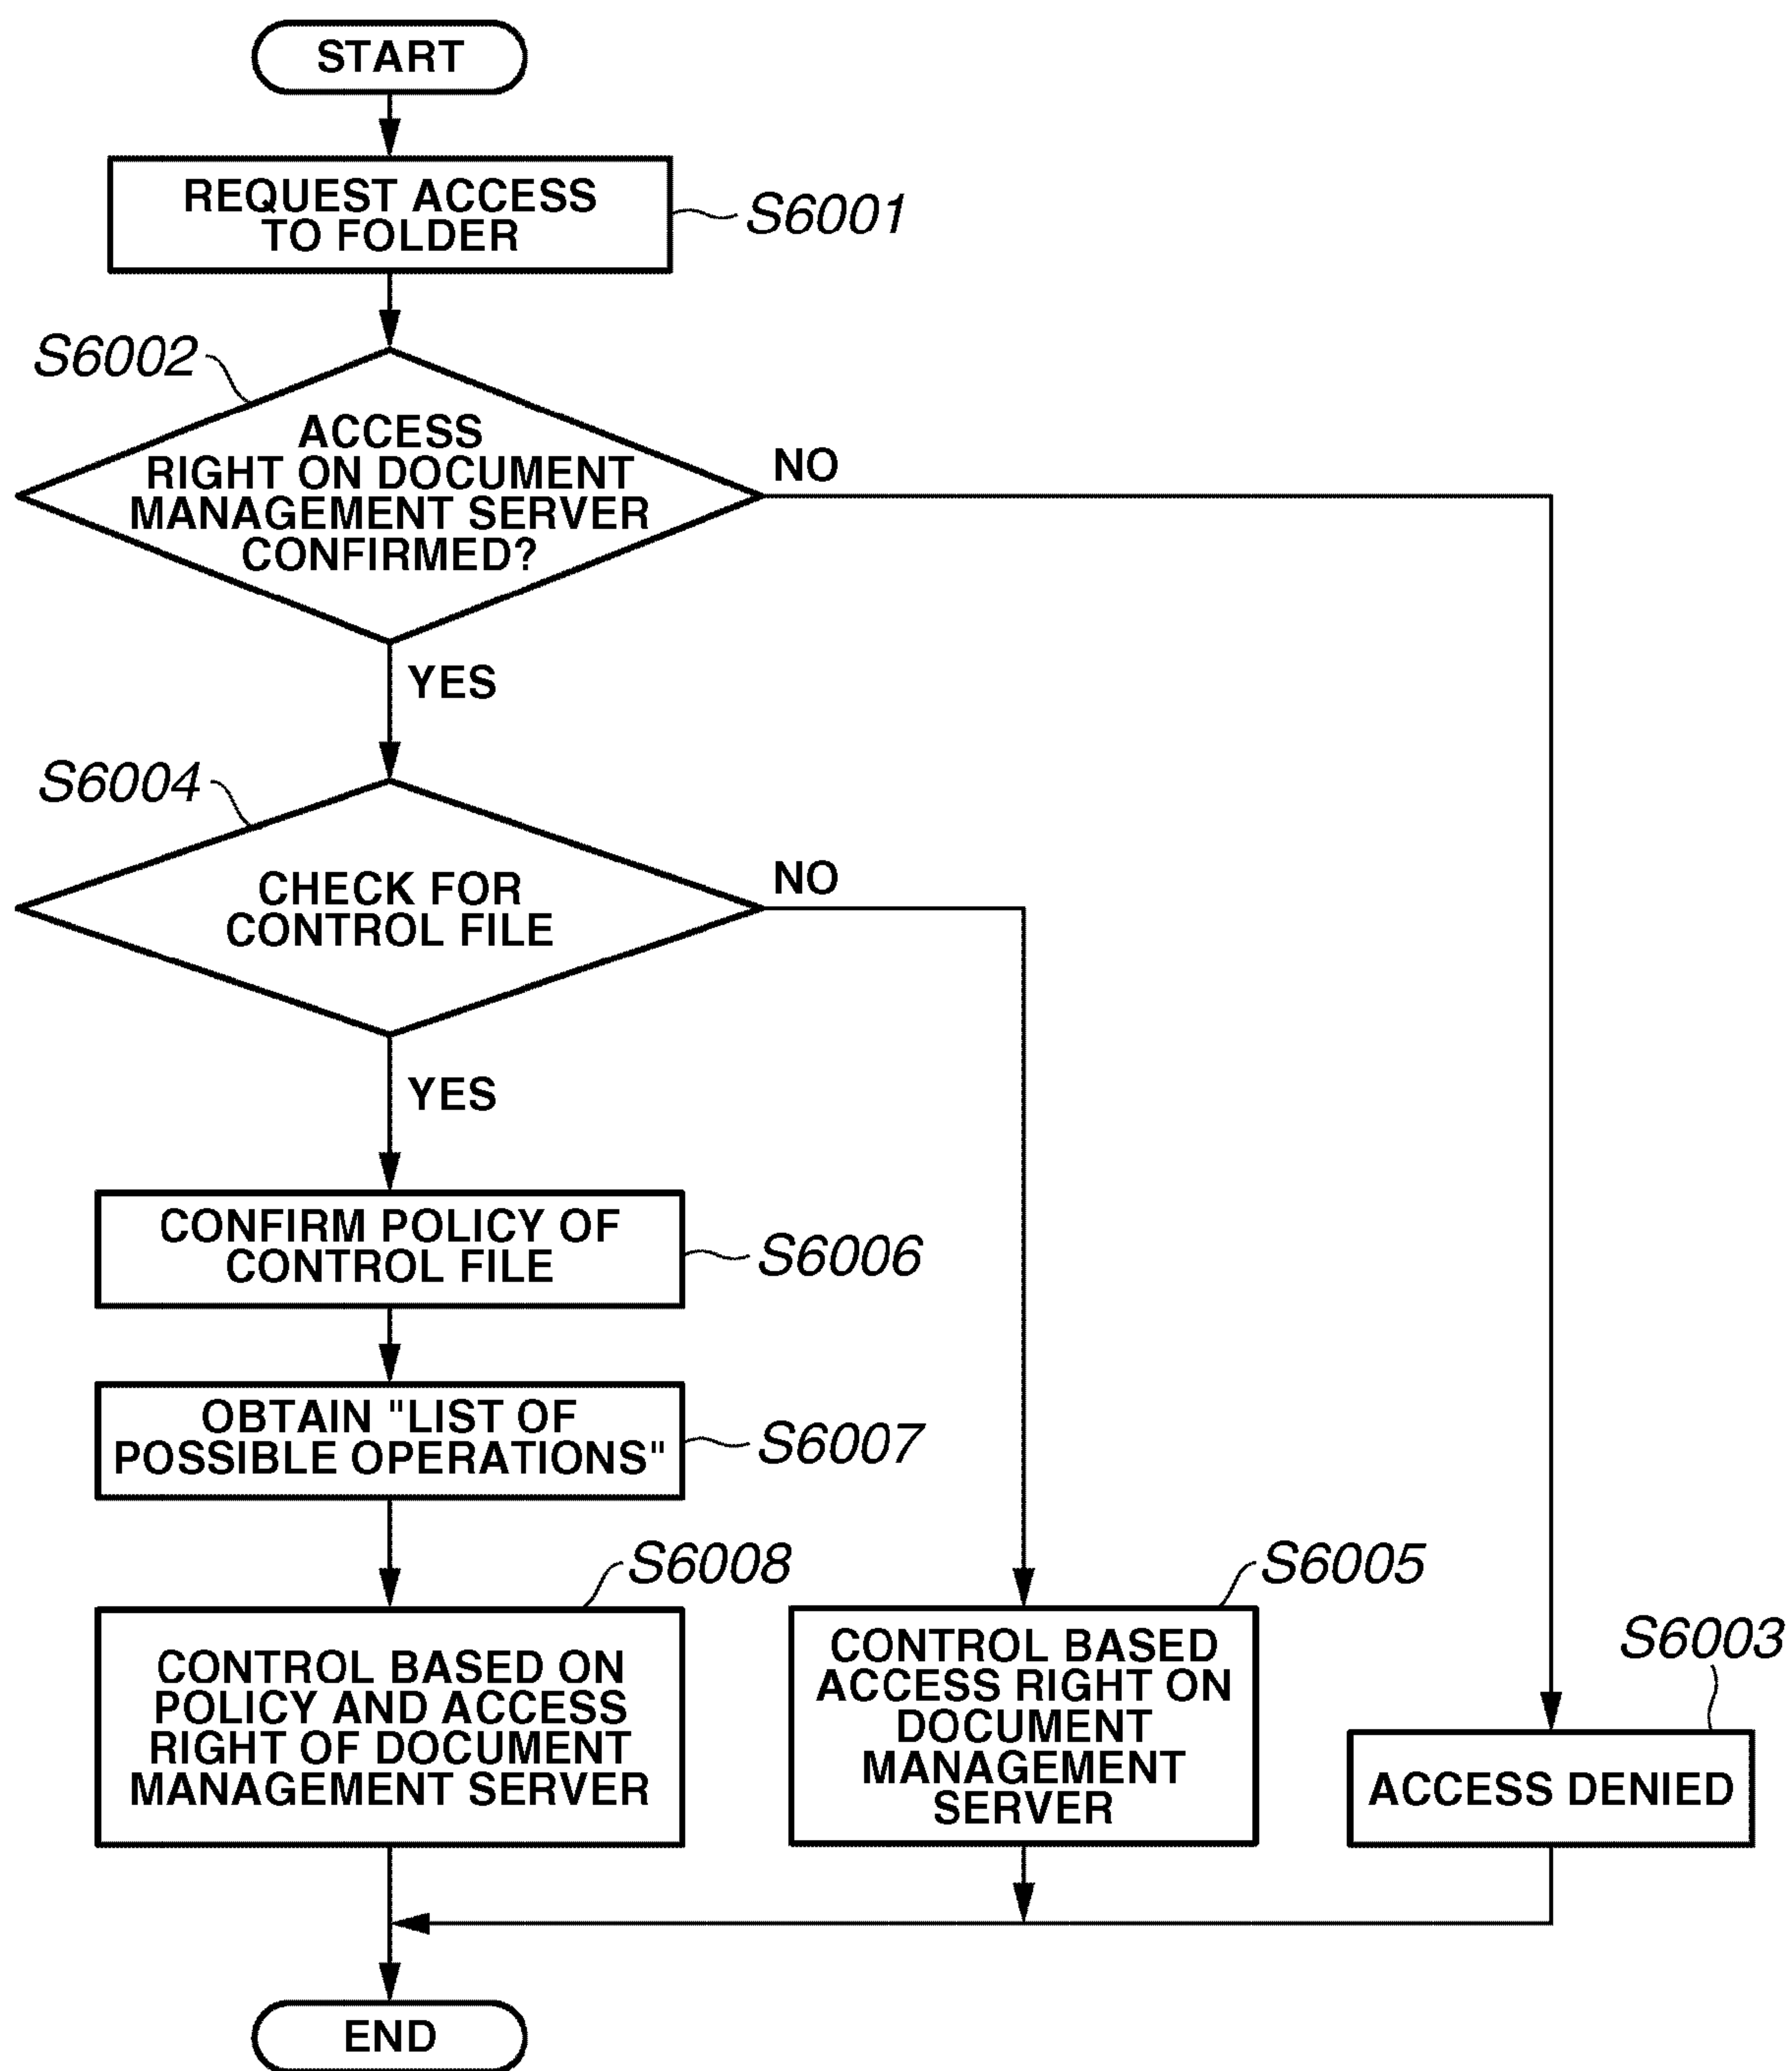 START
REQUEST ACCESS
TO FOLDER
S6001
S6002
ACCESS
RIGHT ON DOCUMENT
MANAGEMENT SERVER
CONFIRMED?
NO
YES
S6004
CHECK FOR
CONTROL FILE
NO
YES
CONFIRM POLICY OF
CONTROL FILE
S6006
OBTAIN "LIST OF
POSSIBLE OPERATIONS"
S6007
S6008
CONTROL BASED ON
POLICY AND ACCESS
RIGHT OF DOCUMENT
MANAGEMENT SERVER
S6005
CONTROL BASED
ACCESS RIGHT ON
DOCUMENT
MANAGEMENT
SERVER
S6003
ACCESS DENIED
END